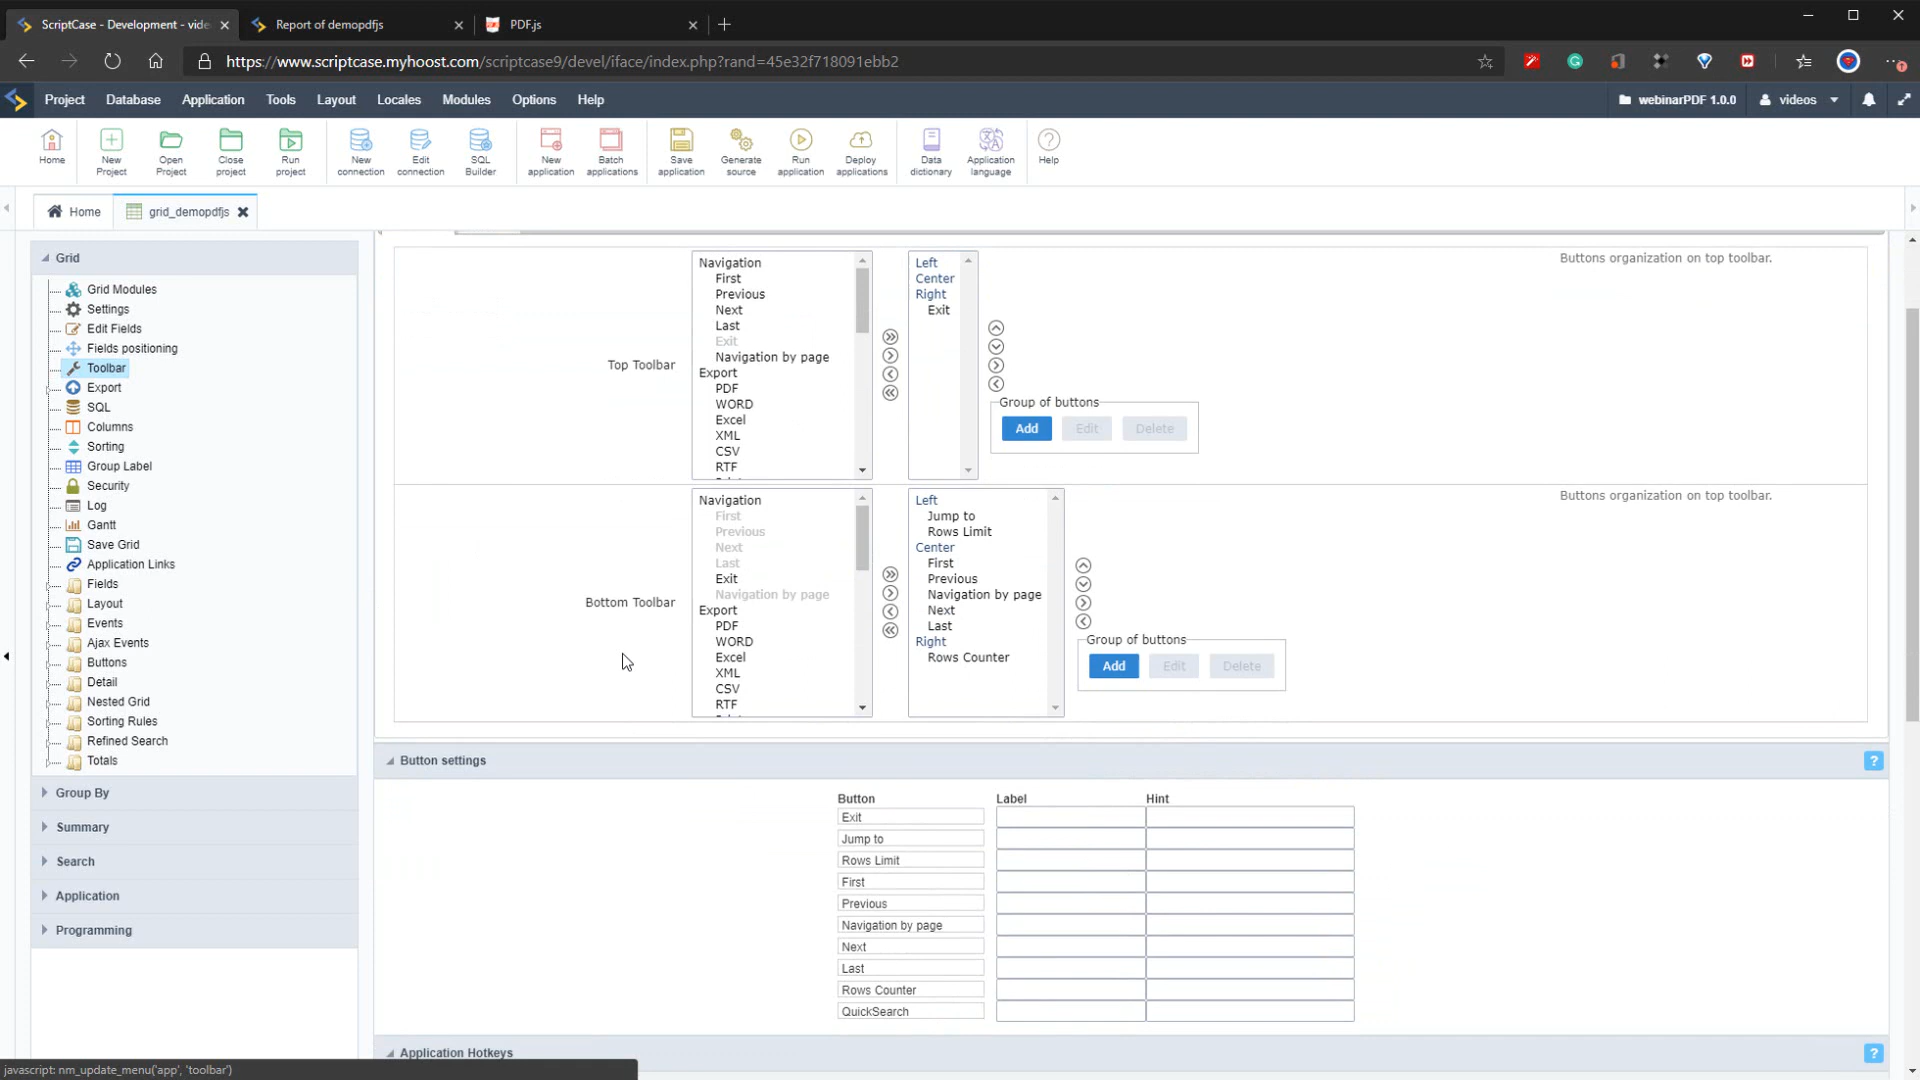 ScriptCase - Development - vide
Report of demopdfjs
PDF.js
https://www.scriptcase.myhoost.com/scriptcase9/devel/iface/index.php?rand=45e32f718091ebb2
Project Database Application Tools Layout Locales Modules Options Help
webinarPDF 1.0.0
videos
Home
New Project
Open Project
Close project
Run project
New connection
Edit connection
SQL Builder
New application
Batch applications
Save application
Generate source
Run application
Deploy applications
Data dictionary
Application language
Help
Home
grid_demopdfjs
Grid
Grid Modules
Settings
Edit Fields
Fields positioning
Toolbar
Export
SQL
Columns
Sorting
Group Label
Security
Log
Gantt
Save Grid
Application Links
Fields
Layout
Events
Ajax Events
Buttons
Detail
Nested Grid
Sorting Rules
Refined Search
Totals
Group By
Summary
Search
Application
Programming
Top Toolbar
Navigation
First
Previous
Next
Last
Exit
Navigation by page
Export
PDF
WORD
Excel
XML
CSV
RTF
Left
Center
Right
Exit
Group of buttons
Add Edit Delete
Buttons organization on top toolbar.
Bottom Toolbar
Navigation
First
Previous
Next
Last
Exit
Navigation by page
Export
PDF
WORD
Excel
XML
CSV
RTF
Left
Jump to
Rows Limit
Center
First
Previous
Navigation by page
Next
Last
Right
Rows Counter
Group of buttons
Add Edit Delete
Buttons organization on top toolbar.
Button settings
?
Button Label Hint
Exit
Jump to
Rows Limit
First
Previous
Navigation by page
Next
Last
Rows Counter
QuickSearch
Application Hotkeys
?
javascript: nm_update_menu('app', 'toolbar')